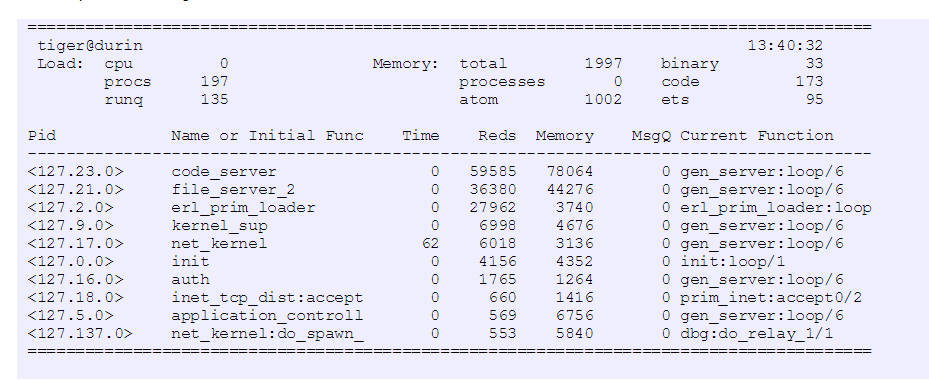 ========================================================================================
tiger@durin 13:40:32
Load: cpu 0 Memory: total 1997 binary 33
procs 197 processes 0 code 173
runq 135 atom 1002 ets 95
Pid Name or Initial Func Time Reds Memory MsgQ Current Function
----------------------------------------------------------------------------------------
<127.23.0> code_server 0 59585 78064 0 gen_server:loop/6
<127.21.0> file_server_2 0 36380 44276 0 gen_server:loop/6
<127.2.0> erl_prim_loader 0 27962 3740 0 erl_prim_loader:loop
<127.9.0> kernel_sup 0 6998 4676 0 gen_server:loop/6
<127.17.0> net_kernel 62 6018 3136 0 gen_server:loop/6
<127.0.0> init 0 4156 4352 0 init:loop/1
<127.16.0> auth 0 1765 1264 0 gen_server:loop/6
<127.18.0> inet_tcp_dist:accept 0 660 1416 0 prim_inet:accept0/2
<127.5.0> application_controll 0 569 6756 0 gen_server:loop/6
<127.137.0> net_kernel:do_spawn_ 0 553 5840 0 dbg:do_relay_1/1
========================================================================================